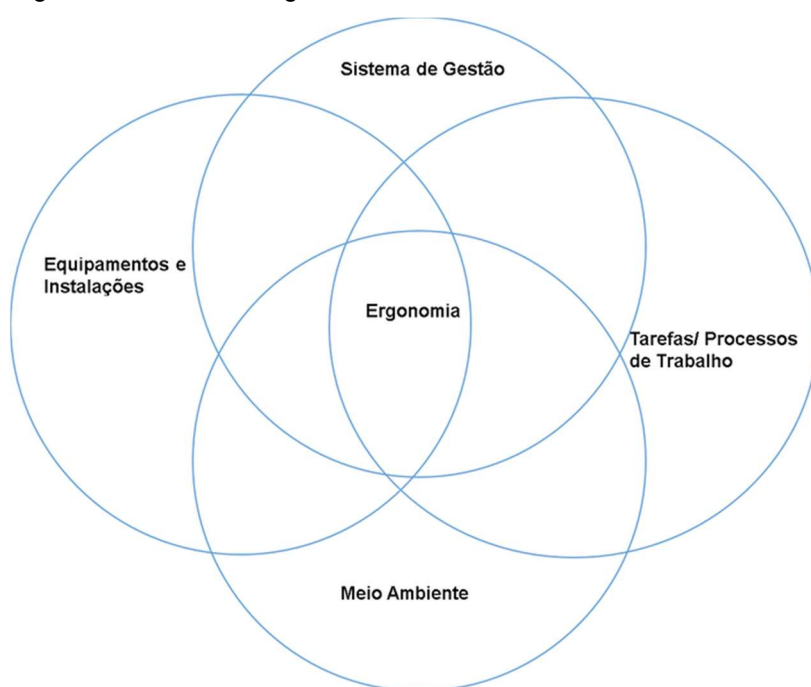 Sistema de Gestão
Equipamentos e
Instalações
Ergonomia
Tarefas/ Processos
de Trabalho
Meio Ambiente